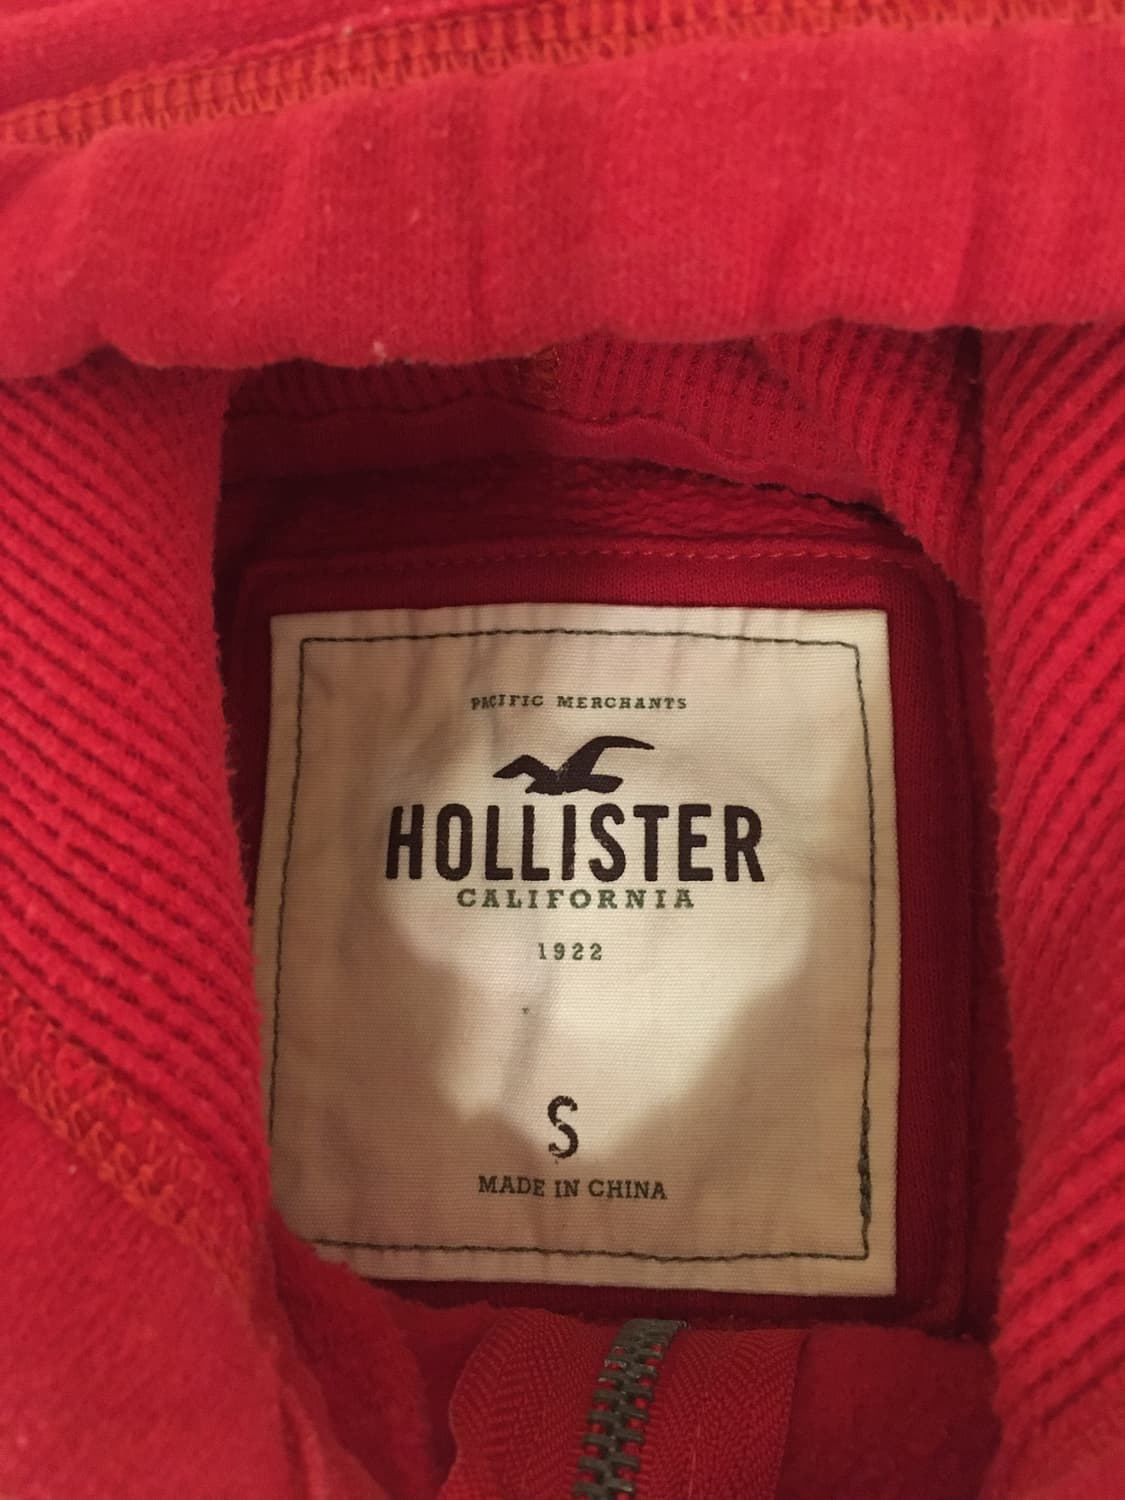 PACIFIC MERCHANTS
HOLLISTER
CALIFORNIA
1922
S
MADE IN CHINA